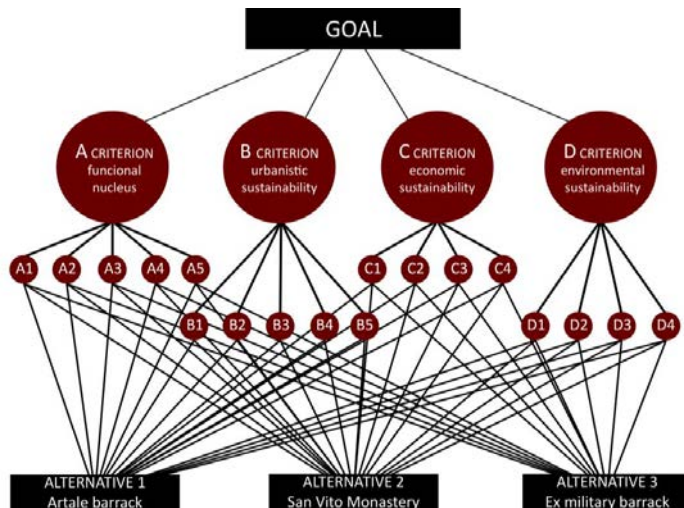 GOAL
A CRITERION
funcional
nucleus
B CRITERION
urbanistic
sustainability
C CRITERION
economic
sustainability
D CRITERION
environmental
sustainability
A1
A2
A3
A4
A5
C1
C2
C3
C4
B1
B2
B3
B4
B5
D1
D2
D3
D4
ALTERNATIVE 1
Artale barrack
ALTERNATIVE 2
San Vito Monastery
ALTERNATIVE 3
Ex military barrack